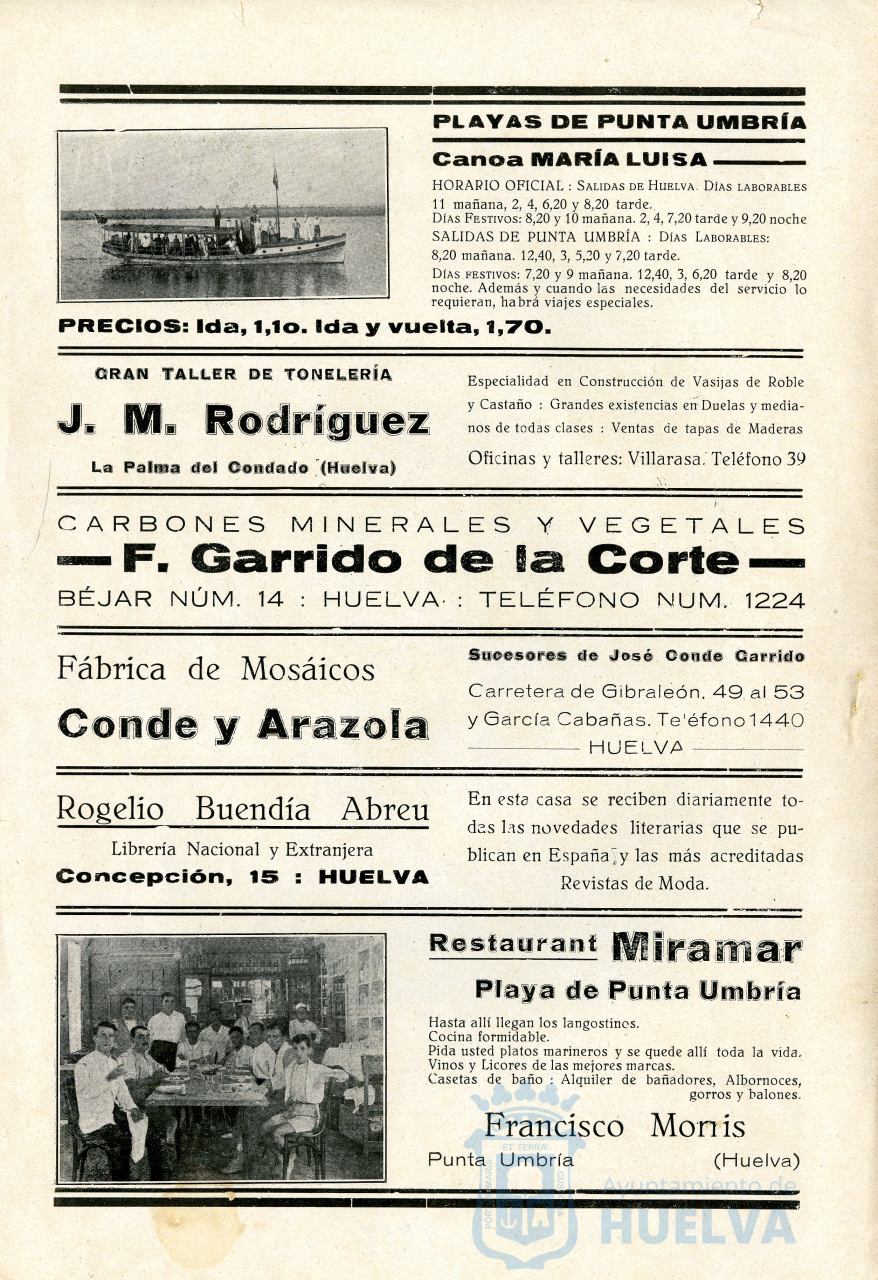 PLAYAS DE PUNTA UMBRÍA
Canoa MARÍA LUISA
HORARIO OFICIAL : SALIDAS DE HUELVA. DÍAS LABORABLES
11 mañana, 2, 4, 6,20 y 8,20 tarde.
DÍAS FESTIVOS: 8,20 y 10 mañana. 2, 4, 7,20 tarde y 9,20 noche
SALIDAS DE PUNTA UMBRÍA : DÍAS LABORABLES:
8,20 mañana. 12,40, 3, 5,20 y 7,20 tarde.
DÍAS FESTIVOS: 7,20 y 9 mañana. 12,40, 3, 6,20 tarde y 8,20
noche. Además y cuando las necesidades del servicio lo
requieran, habrá viajes especiales.
PRECIOS: Ida, 1,1o. Ida y vuelta, 1,70.
GRAN TALLER DE TONELERÍA
J. M. Rodríguez
La Palma del Condado (Huelva)
Especialidad en Construcción de Vasijas de Roble
y Castaño : Grandes existencias en Duelas y media-
nos de todas clases : Ventas de tapas de Maderas
Oficinas y talleres: Villarasa. Teléfono 39
CARBONES MINERALES Y VEGETALES
F. Garrido de la Corte
BÉJAR NÚM. 14 : HUELVA : TELÉFONO NUM. 1224
Fábrica de Mosáicos
Conde y Arazola
Sucesores de José Conde Garrido
Carretera de Gibraleón, 49 al 53
y García Cabañas. Te'éfono 1440
HUELVA
Rogelio Buendía Abreu
Librería Nacional y Extranjera
Concepción, 15 : HUELVA
En esta casa se reciben diariamente to-
das las novedades literarias que se pu-
blican en España, y las más acreditadas
Revistas de Moda.
Restaurant Miramar
Playa de Punta Umbría
Hasta allí llegan los langostinos.
Cocina formidable.
Pida usted platos marineros y se quede allí toda la vida.
Vinos y Licores de las mejores marcas.
Casetas de baño : Alquiler de bañadores, Albornoces,
gorros y balones.
Francisco Morris
Punta Umbría (Huelva)
Ayuntamiento de
HUELVA